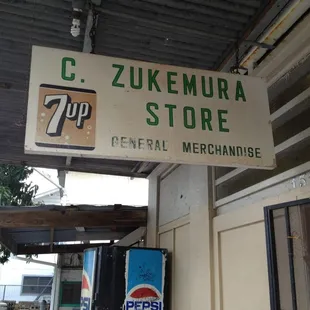 C. ZUKEMURA
STORE
7up
GENERAL MERCHANDISE
PEPSI